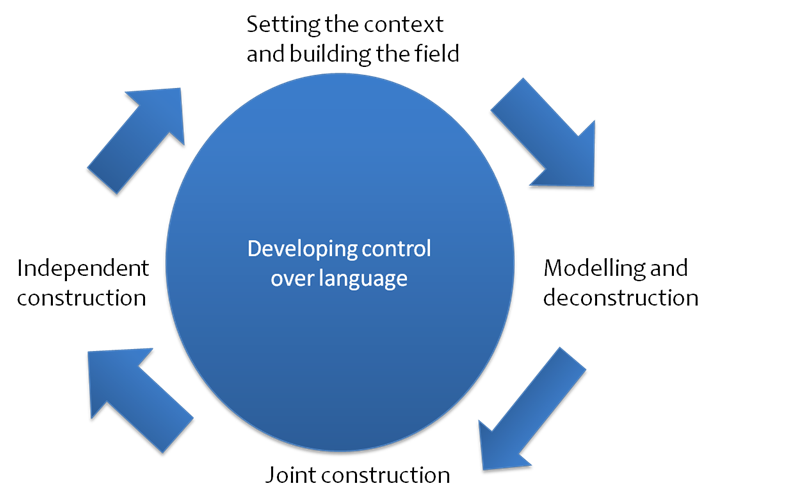 Setting the context
and building the field
Developing control
over language
Modelling and
deconstruction
Joint construction
Independent
construction